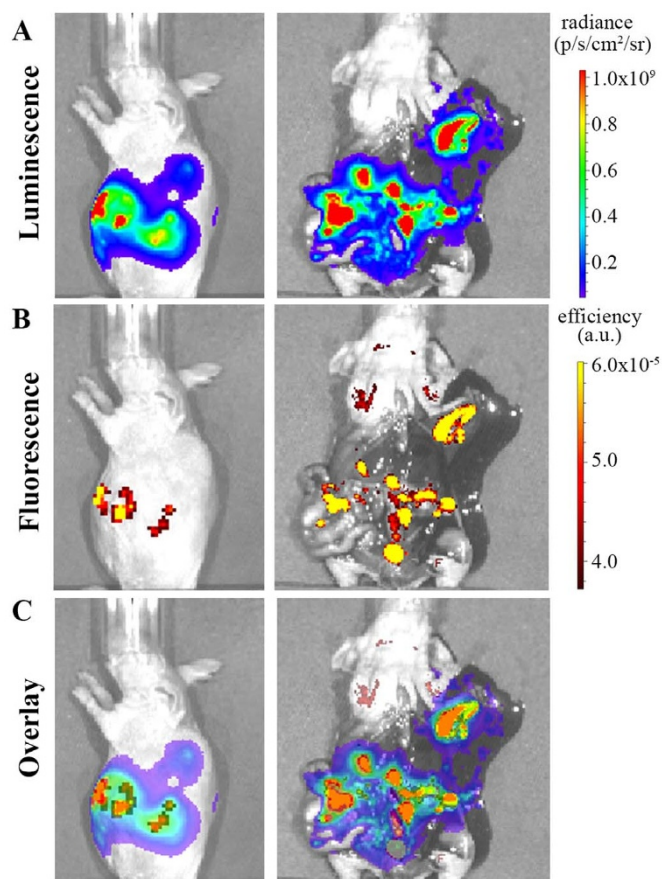 A
Luminescence
radiance
(p/s/cm²/sr)
1.0x10⁹
0.8
0.6
0.4
0.2
B
Fluorescence
efficiency
(a.u.)
6.0x10⁻⁵
5.0
4.0
F
C
Overlay
F